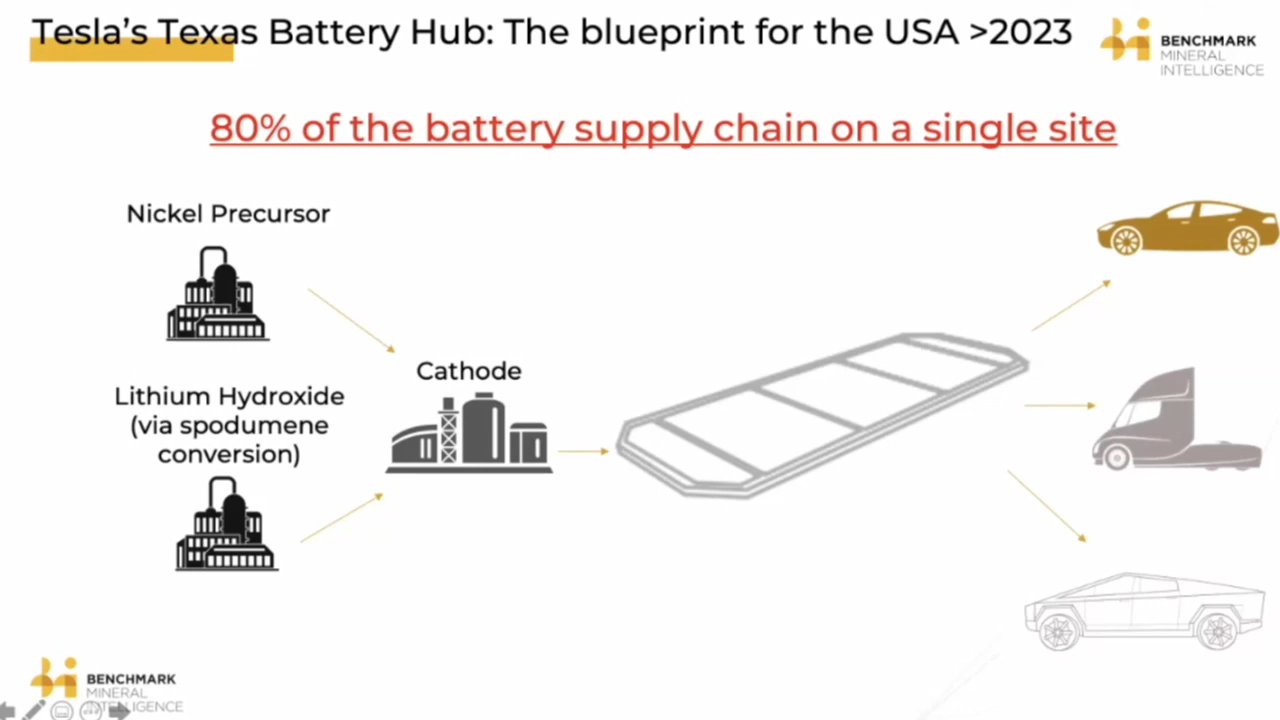 Tesla's Texas Battery Hub: The blueprint for the USA >2023
BENCHMARK
MINERAL
INTELLIGENCE
80% of the battery supply chain on a single site
Nickel Precursor
Lithium Hydroxide
(via spodumene
conversion)
Cathode
BENCHMARK
MINERAL
INTELLIGENCE